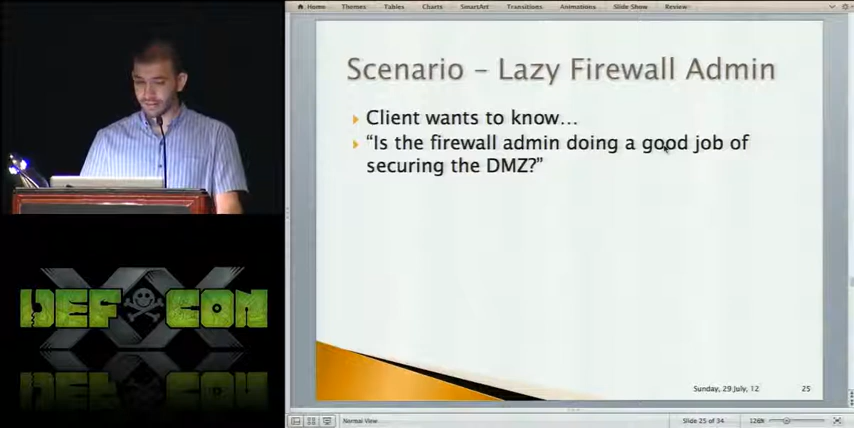 Home Themes Tables Charts SmartArt Transitions Animations Slide Show Review
Scenario – Lazy Firewall Admin
Client wants to know...
"Is the firewall admin doing a good job of
securing the DMZ?"
DEF CON
XX
Sunday, 29 July, 12 25
Normal View Slide 25 of 34 126%